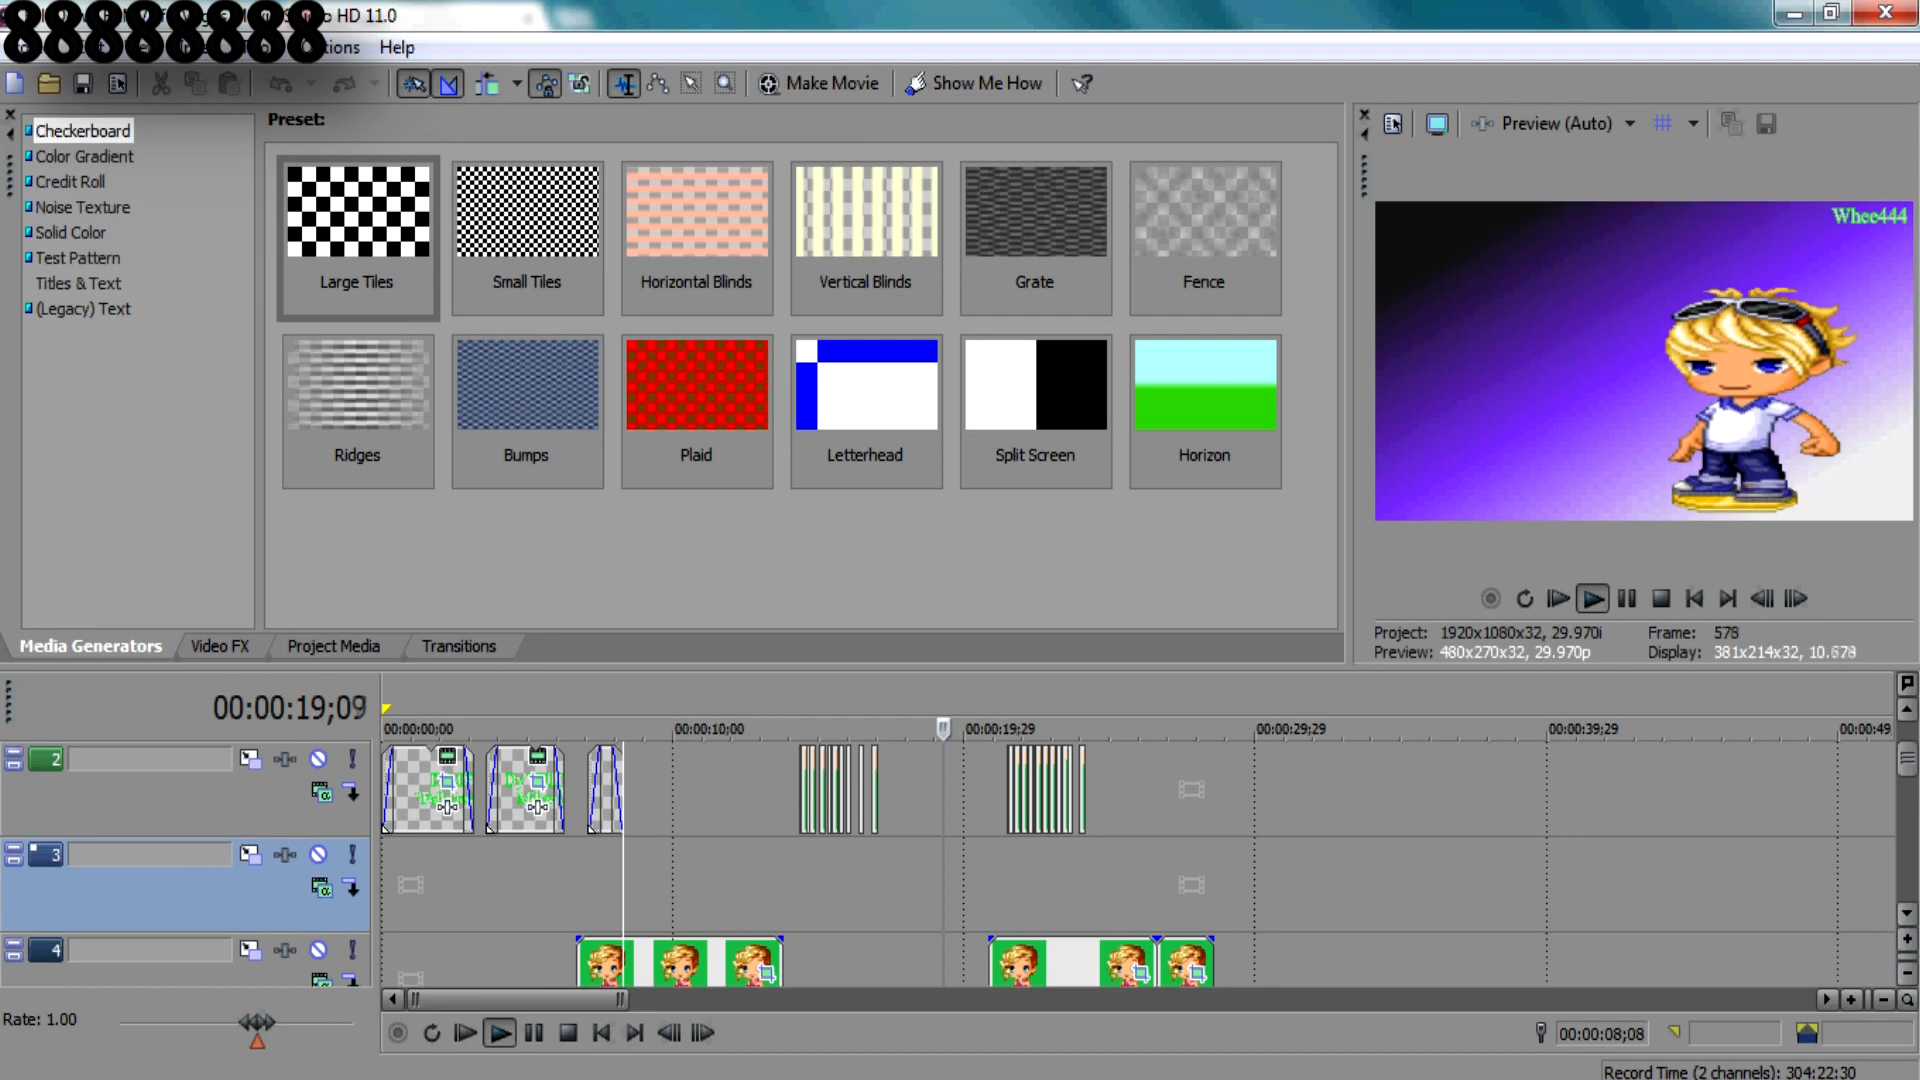 88888888
HD 11.0
Help
Make Movie
Show Me How
Preset:
Preview (Auto)
Checkerboard
Color Gradient
Credit Roll
Noise Texture
Solid Color
Test Pattern
Titles & Text
(Legacy) Text
Large Tiles
Small Tiles
Horizontal Blinds
Vertical Blinds
Grate
Fence
Ridges
Bumps
Plaid
Letterhead
Split Screen
Horizon
Whee444
Media Generators
Video FX
Project Media
Transitions
Project: 1920x1080x32, 29.970i
Frame: 578
Preview: 480x270x32, 29.970p
Display: 381x214x32, 10.678
00:00:19;09
00:00:00;00
00:00:10;00
00:00:19;29
00:00:29;29
00:00:39;29
00:00:49
2
3
4
Rate: 1.00
00:00:08;08
Record Time (2 channels): 304:22:30